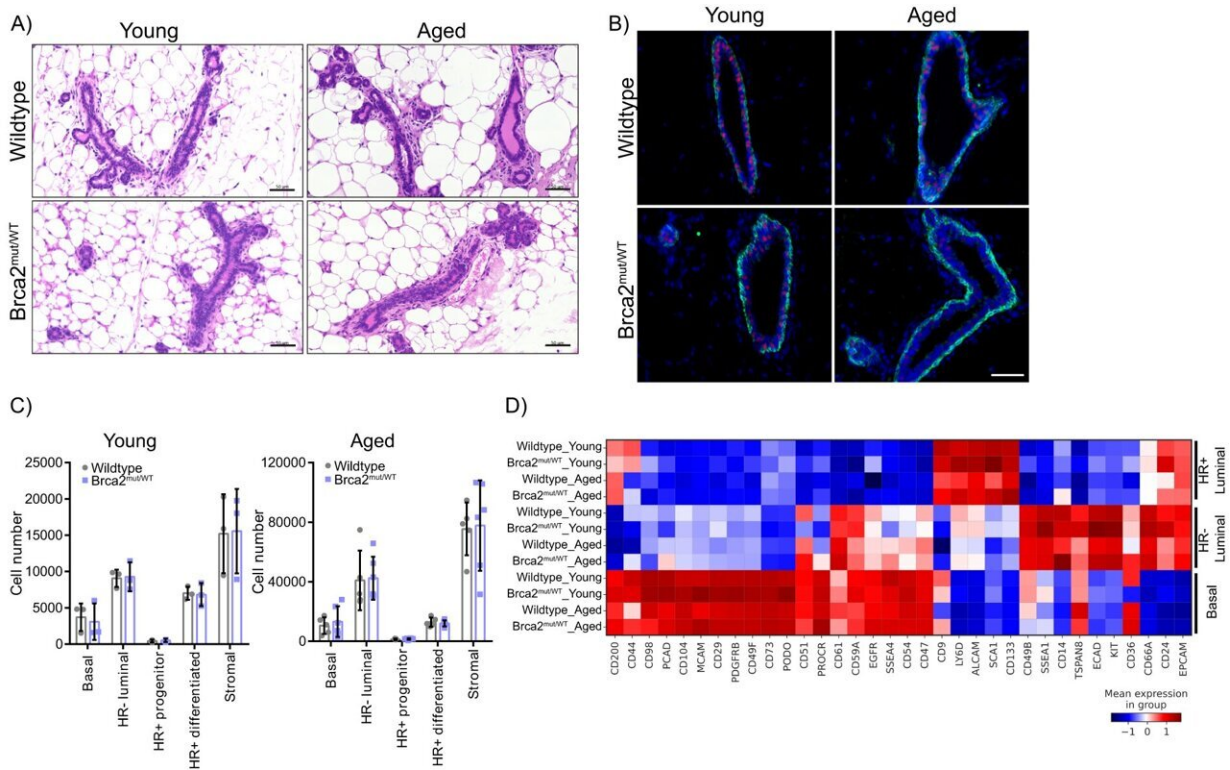 A)
Young
Aged
Wildtype
Brca2mut/WT
B)
Young
Aged
Wildtype
Brca2mut/WT
C)
Young
Cell number
25000
20000
15000
10000
5000
0
Wildtype
Brca2mut/WT
Basal
HR- luminal
HR+ progenitor
HR+ differentiated
Stromal
Aged
Cell number
120000
80000
40000
0
Wildtype
Brca2mut/WT
Basal
HR- luminal
HR+ progenitor
HR+ differentiated
Stromal
D)
Wildtype_Young
Brca2mut/WT_Young
Wildtype_Aged
Brca2mut/WT_Aged
Wildtype_Young
Brca2mut/WT_Young
Wildtype_Aged
Brca2mut/WT_Aged
Wildtype_Young
Brca2mut/WT_Young
Wildtype_Aged
Brca2mut/WT_Aged
HR+
Luminal
HR-
Luminal
Basal
CD200
CD44
CD98
PCAD
CD104
MCAM
CD29
PDGFRB
CD49F
CD73
PODO
CD51
PROCR
CD61
CD59A
EGFR
SSEA4
CD54
CD47
CD9
LY6D
ALCAM
SCA1
CD133
CD49B
SSEA1
CD14
TSPAN8
ECAD
KIT
CD36
CD66A
CD24
EPCAM
Mean expression
in group
−1 0 1